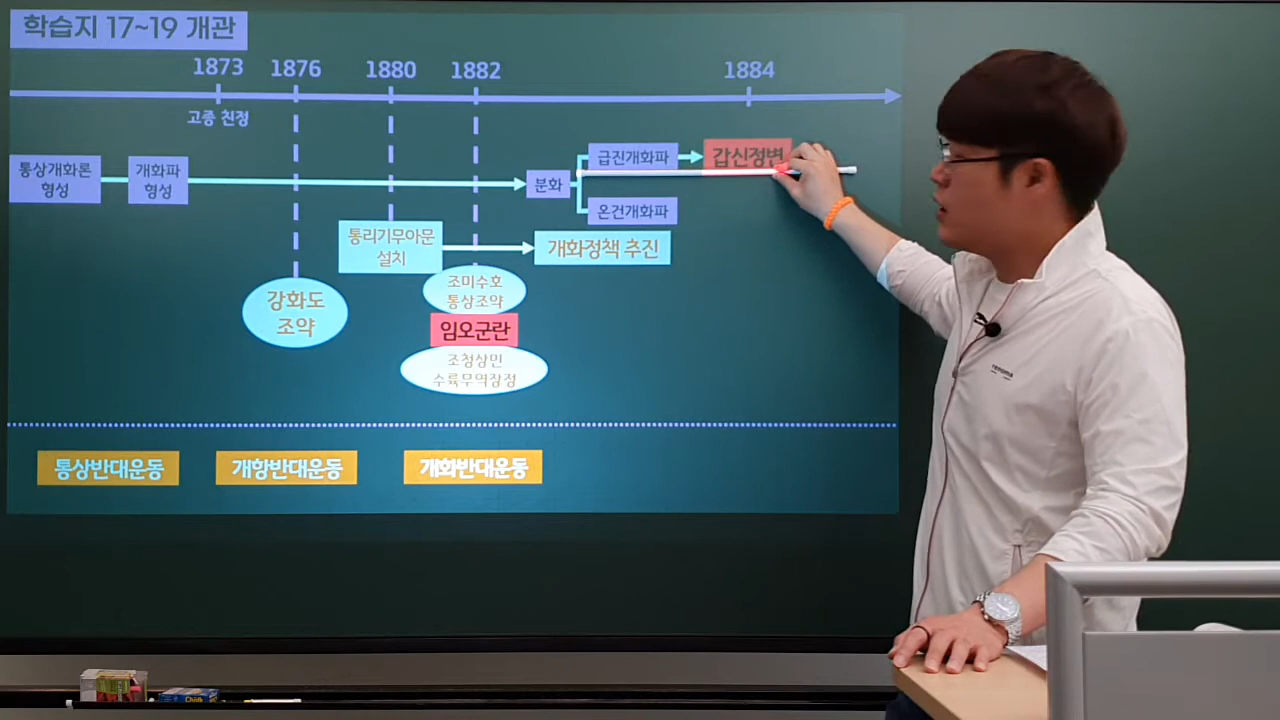 학습지 17~19 개관
1873
1876
1880
1882
1884
고종 친정
통상개화론
형성
개화파
형성
분화
급진개화파
갑신정변
온건개화파
통리기무아문
설치
개화정책 추진
강화도
조약
조미수호
통상조약
임오군란
조청상민
수륙무역장정
통상반대운동
개항반대운동
개화반대운동